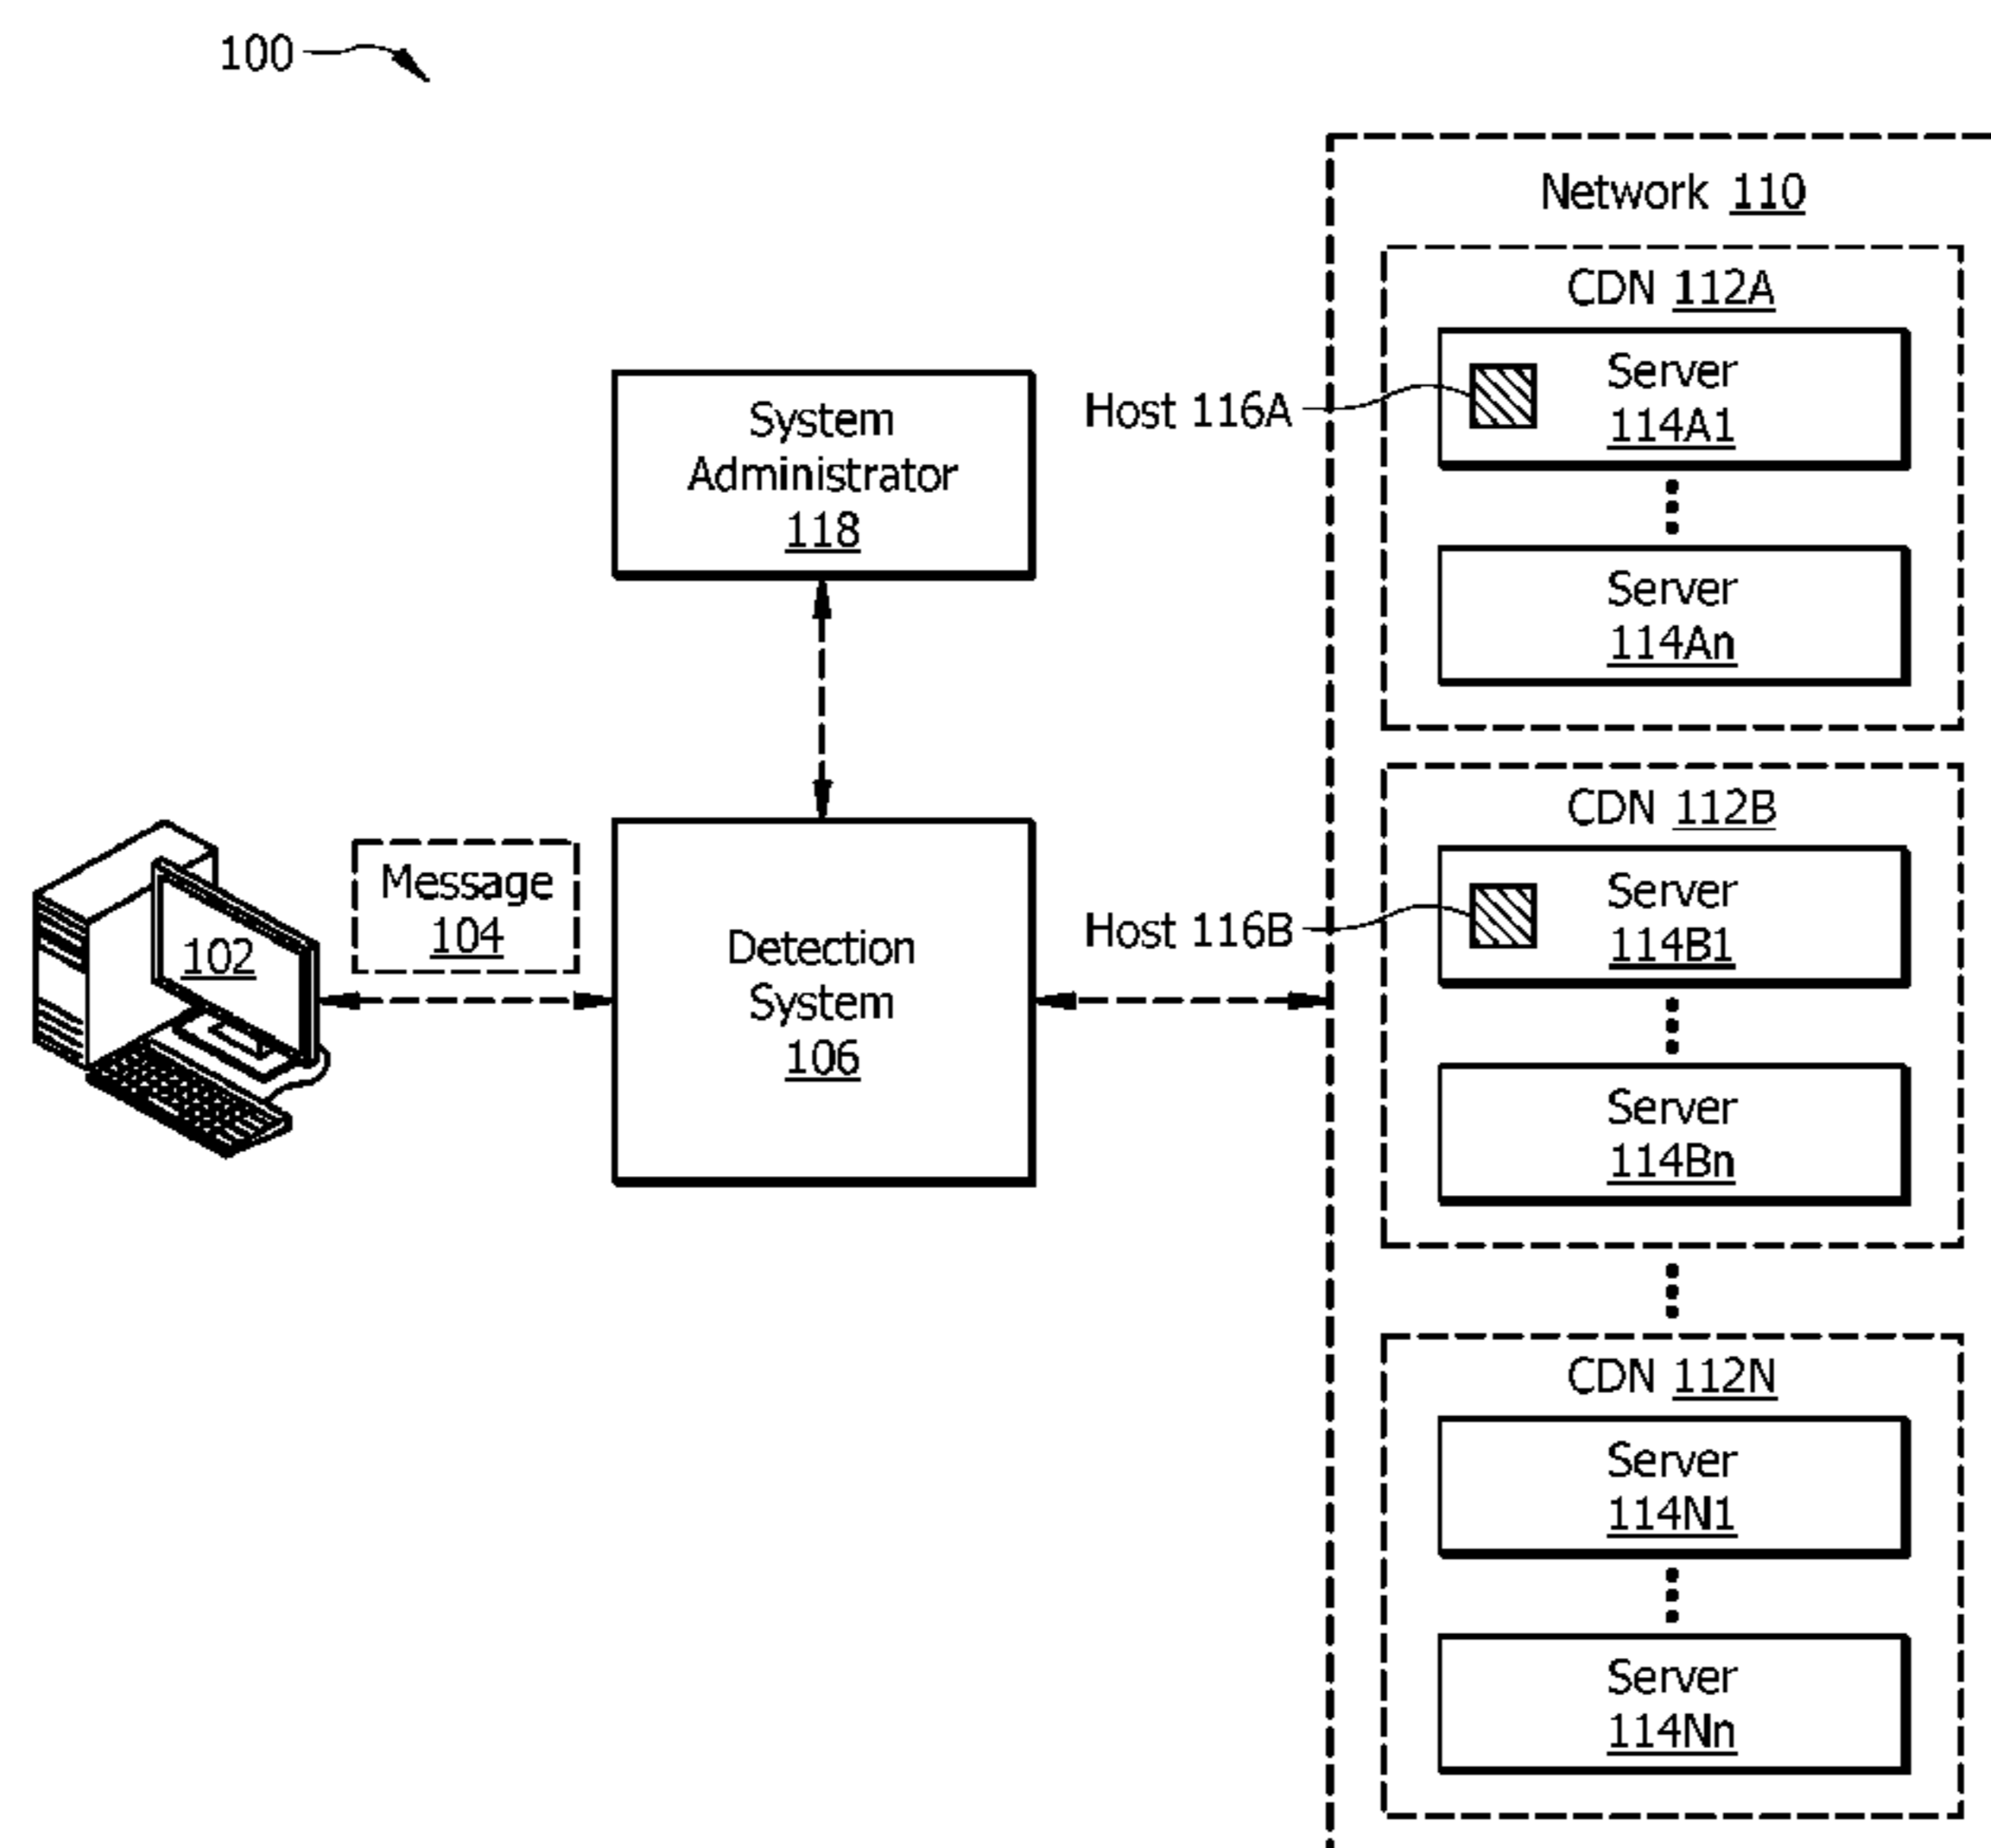 100
Network 110
CDN 112A
Server
114A1
Host 116A
Server
114An
System
Administrator
118
CDN 112B
Server
114B1
Host 116B
Server
114Bn
Message
104
102
Detection
System
106
CDN 112N
Server
114N1
Server
114Nn